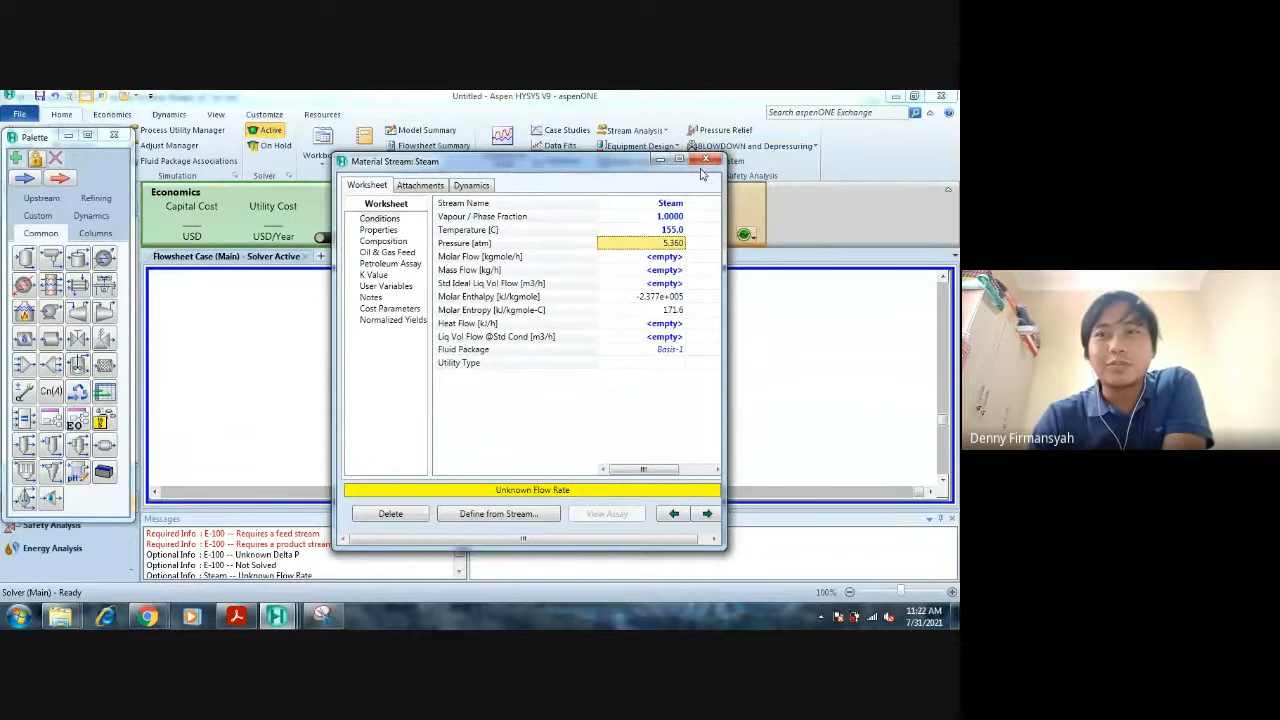 Untitled - Aspen HYSYS V9 - aspenONE
File Home Economics Dynamics View Customize Resources
Search aspenONE Exchange
Palette
Process Utility Manager
Adjust Manager
Fluid Package Associations
Active
On Hold
Solver
Workbo
Model Summary
Flowsheet Summary
Case Studies
Data Fits
Stream Analysis
Equipment Design
Pressure Relief
BLOWDOWN and Depressuring
Safety Analysis
Upstream Refining
Custom Dynamics
Common Columns
Cn(A)
EO
pH
Economics
Capital Cost Utility Cost
USD USD/Year
Flowsheet Case (Main) - Solver Active
Material Stream: Steam
Worksheet Attachments Dynamics
Worksheet
Conditions
Properties
Composition
Oil & Gas Feed
Petroleum Assay
K Value
User Variables
Notes
Cost Parameters
Normalized Yields
Stream Name Steam
Vapour / Phase Fraction 1.0000
Temperature [C] 155.0
Pressure [atm] 5.360
Molar Flow [kgmole/h] <empty>
Mass Flow [kg/h] <empty>
Std Ideal Liq Vol Flow [m3/h] <empty>
Molar Enthalpy [kJ/kgmole] -2.377e+005
Molar Entropy [kJ/kgmole-C] 171.6
Heat Flow [kJ/h] <empty>
Liq Vol Flow @Std Cond [m3/h] <empty>
Fluid Package Basis-1
Utility Type
Unknown Flow Rate
Delete Define from Stream... View Assay
Safety Analysis
Energy Analysis
Messages
Required Info : E-100 -- Requires a feed stream
Required Info : E-100 -- Requires a product stream
Optional Info : E-100 -- Unknown Delta P
Optional Info : E-100 -- Not Solved
Optional Info : Steam -- Unknown Flow Rate
Solver (Main) - Ready
100%
11:22 AM
7/31/2021
Denny Firmansyah